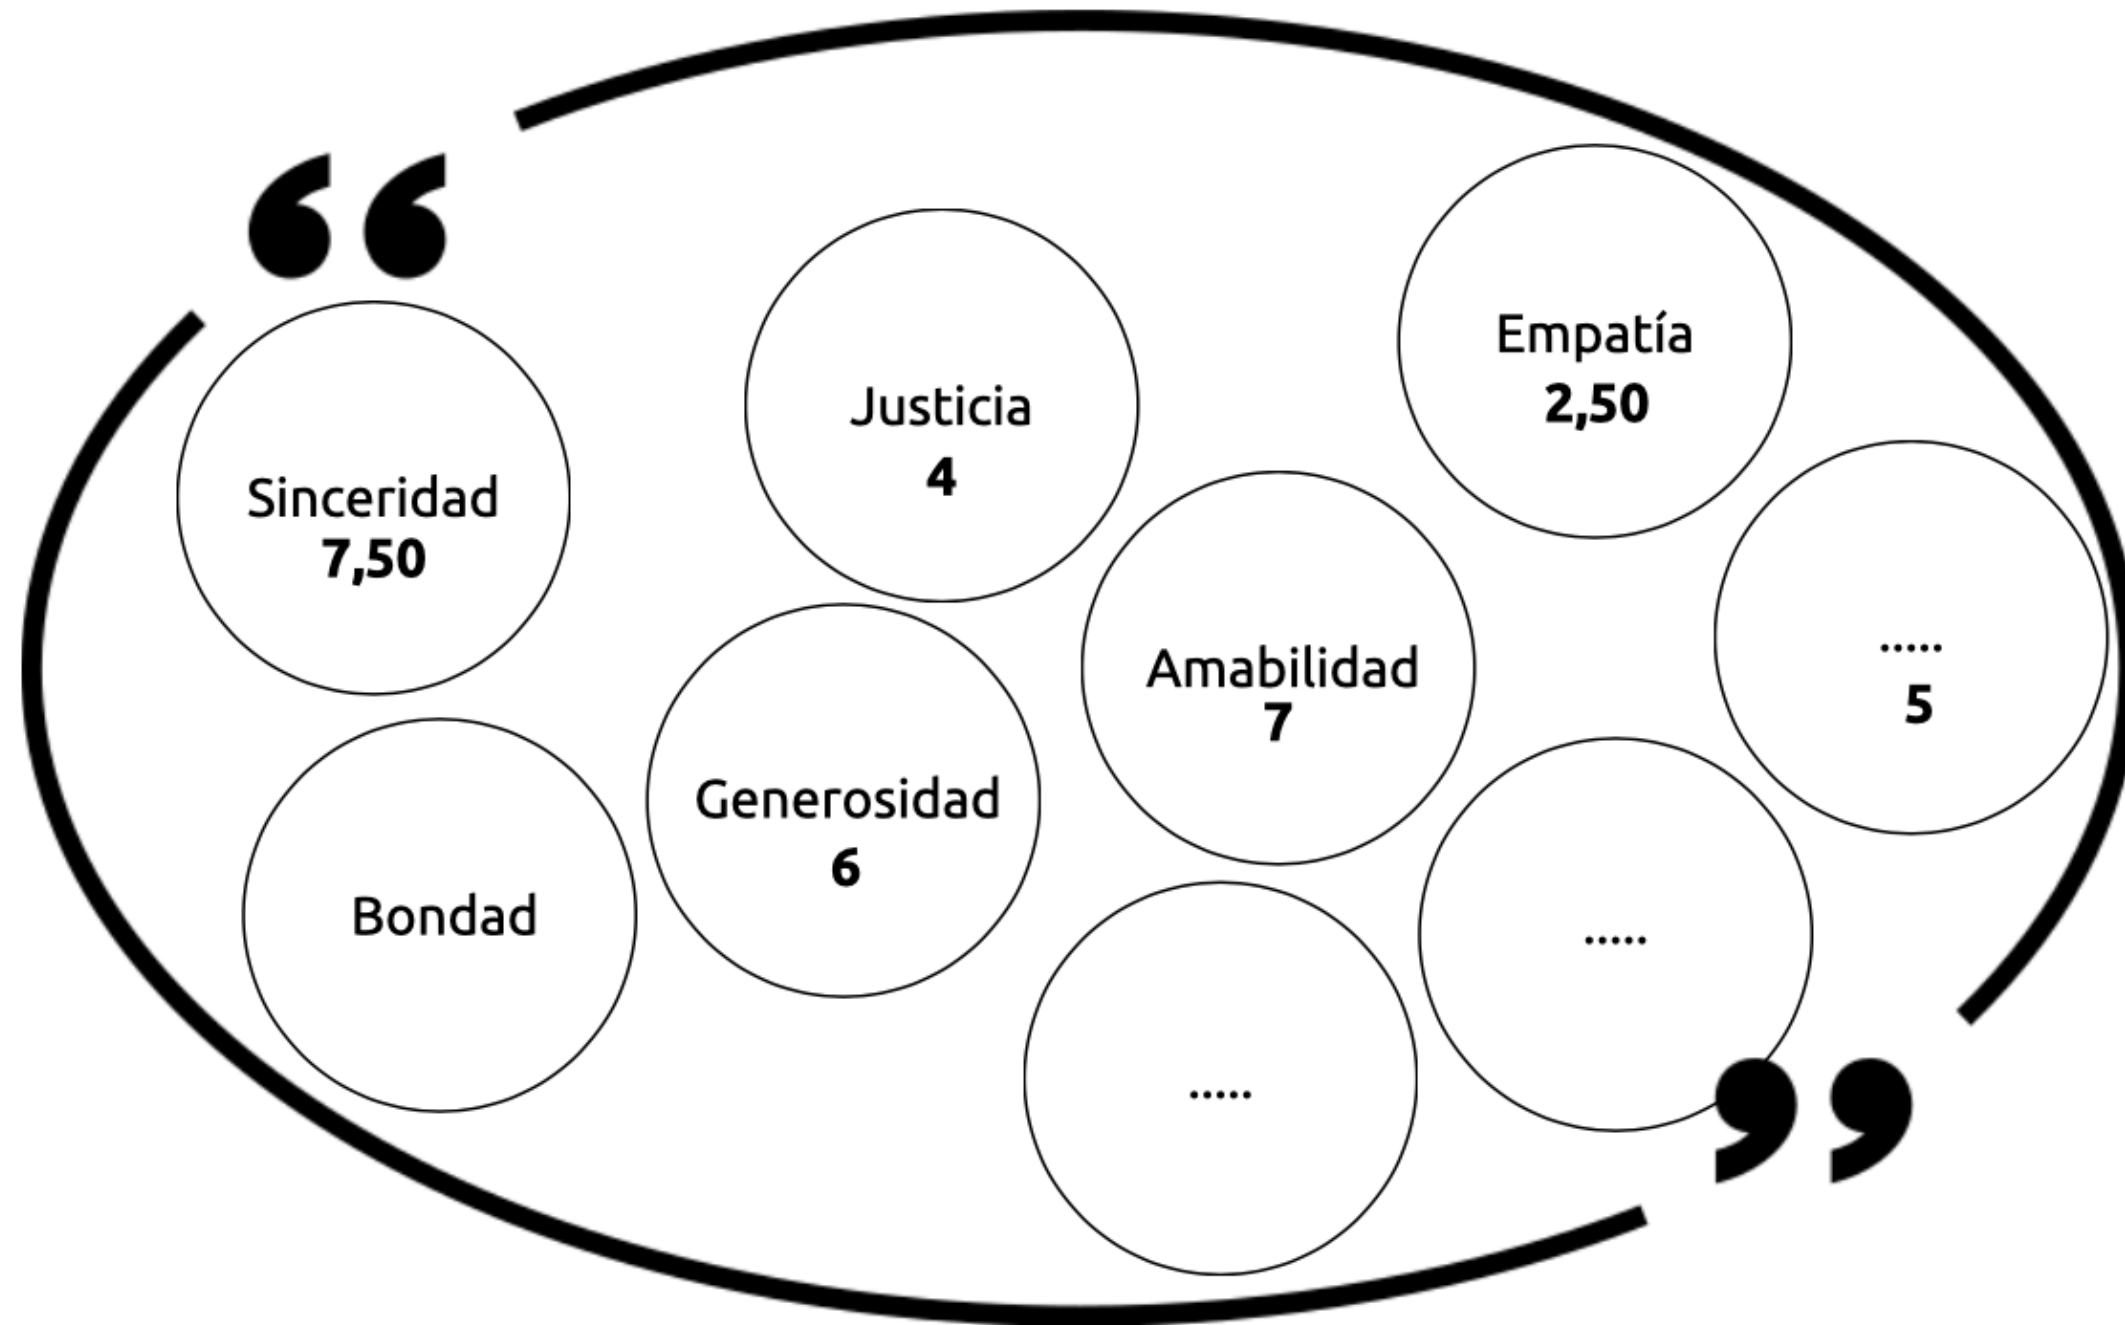 “
Sinceridad
7,50
Justicia
4
Empatía
2,50
Bondad
Generosidad
6
Amabilidad
7
.....
5
.....
.....
”